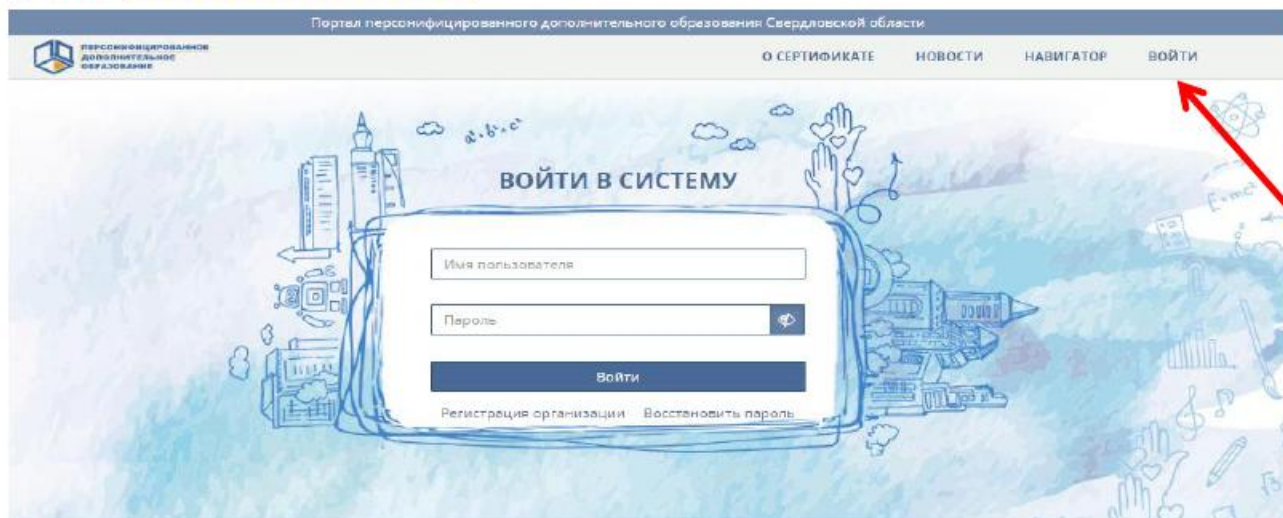 Портал персонифицированного дополнительного образования Свердловской области
ПЕРСОНИФИЦИРОВАННОЕ
ДОПОЛНИТЕЛЬНОЕ
ОБРАЗОВАНИЕ
О СЕРТИФИКАТЕ НОВОСТИ НАВИГАТОР ВОЙТИ
ВОЙТИ В СИСТЕМУ
Имя пользователя
Пароль
Войти
Регистрация организации Восстановить пароль